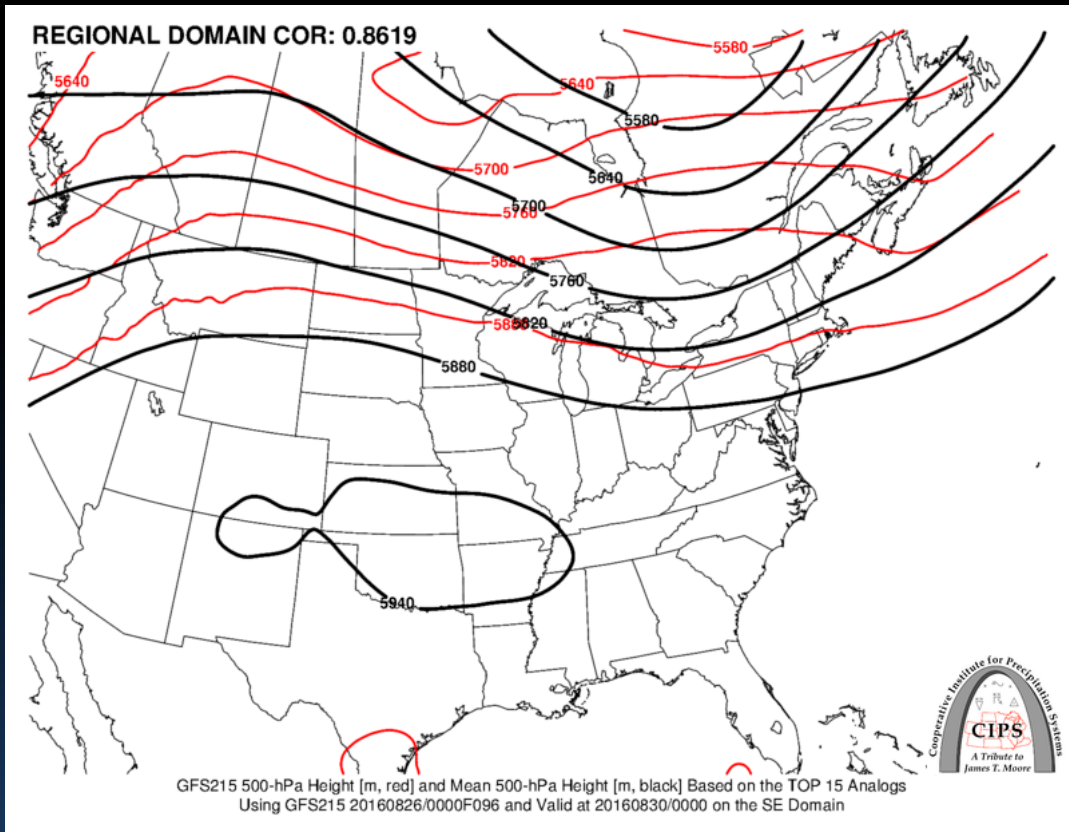 REGIONAL DOMAIN COR: 0.8619
5580
5640
5640
5580
5700
5640
5700
5760
5820
5760
5820
5880
5940
Cooperative Institute for Precipitation Systems
CIPS
A Tribute to
James T. Moore
GFS215 500-hPa Height [m, red] and Mean 500-hPa Height [m, black] Based on the TOP 15 Analogs
Using GFS215 20160826/0000F096 and Valid at 20160830/0000 on the SE Domain